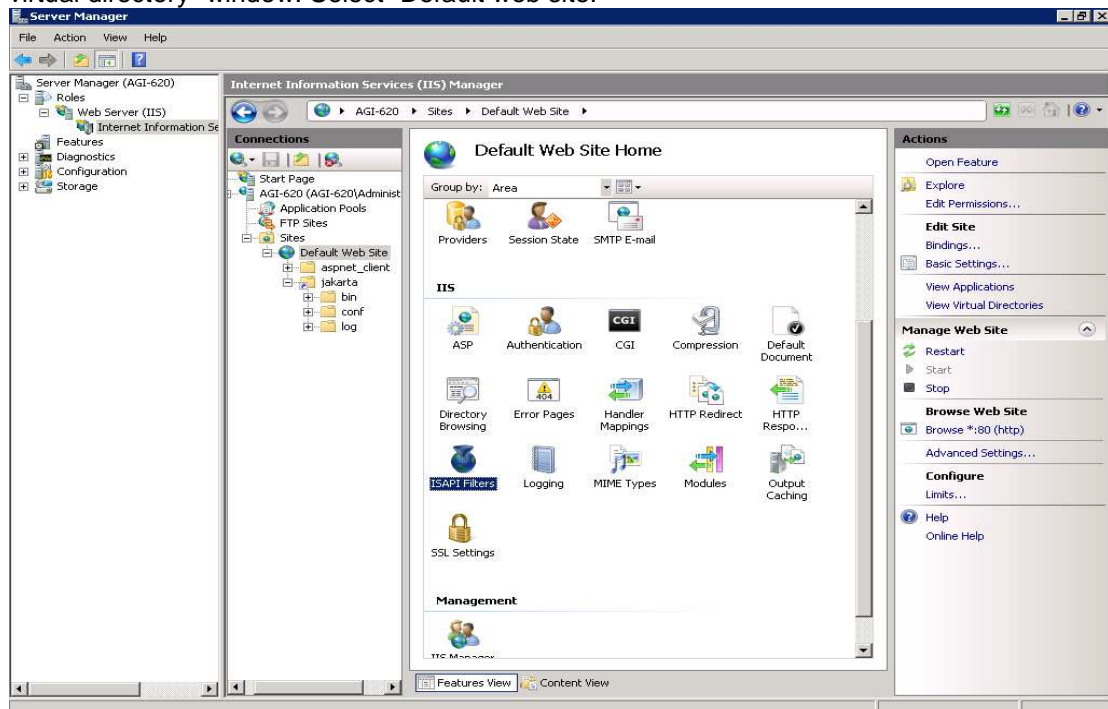 virtual directory" window. Select "Default web site."
Server Manager
File Action View Help
Server Manager (AGI-620)
Roles
Web Server (IIS)
Internet Information Se
Features
Diagnostics
Configuration
Storage
Internet Information Services (IIS) Manager
AGI-620 Sites Default Web Site
Connections
Start Page
AGI-620 (AGI-620\Administ
Application Pools
FTP Sites
Sites
Default Web Site
aspnet_client
jakarta
bin
conf
log
Default Web Site Home
Group by: Area
Providers Session State SMTP E-mail
IIS
ASP Authentication CGI Compression Default Document
Directory Browsing Error Pages Handler Mappings HTTP Redirect HTTP Respo...
ISAPI Filters Logging MIME Types Modules Output Caching
SSL Settings
Management
IIS Manager
Features View Content View
Actions
Open Feature
Explore
Edit Permissions...
Edit Site
Bindings...
Basic Settings...
View Applications
View Virtual Directories
Manage Web Site
Restart
Start
Stop
Browse Web Site
Browse *:80 (http)
Advanced Settings...
Configure
Limits...
Help
Online Help